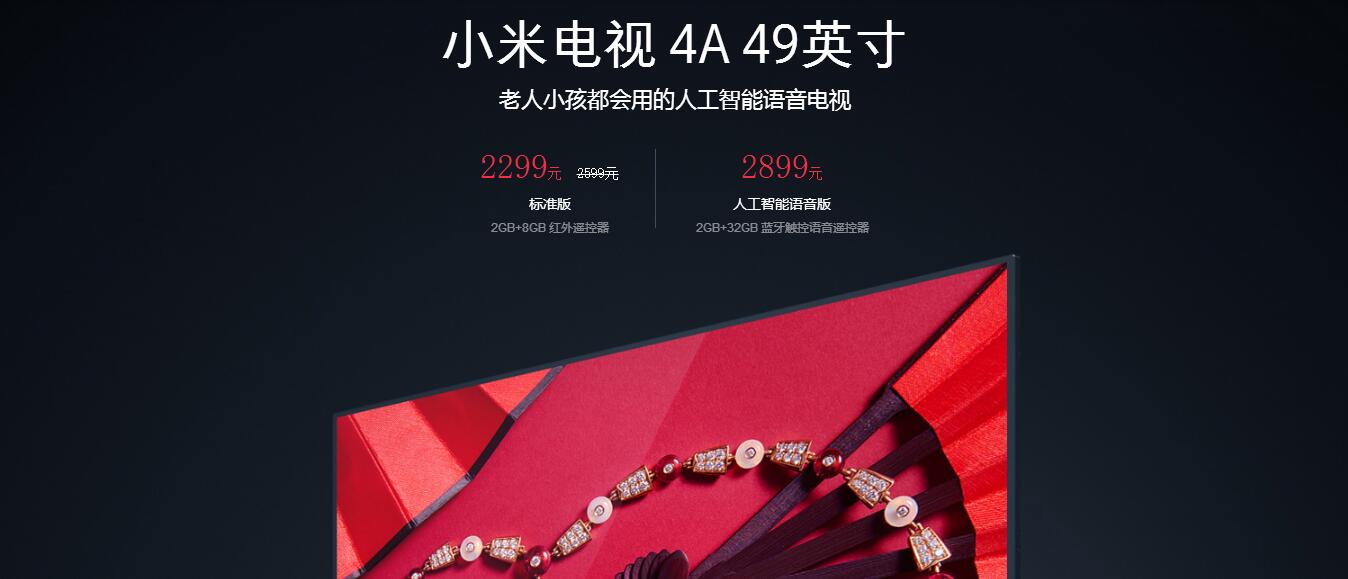 小米电视 4A 49英寸
老人小孩都会用的人工智能语音电视
2299元 2599元
标准版
2GB+8GB 红外遥控器
2899元
人工智能语音版
2GB+32GB 蓝牙触控语音遥控器